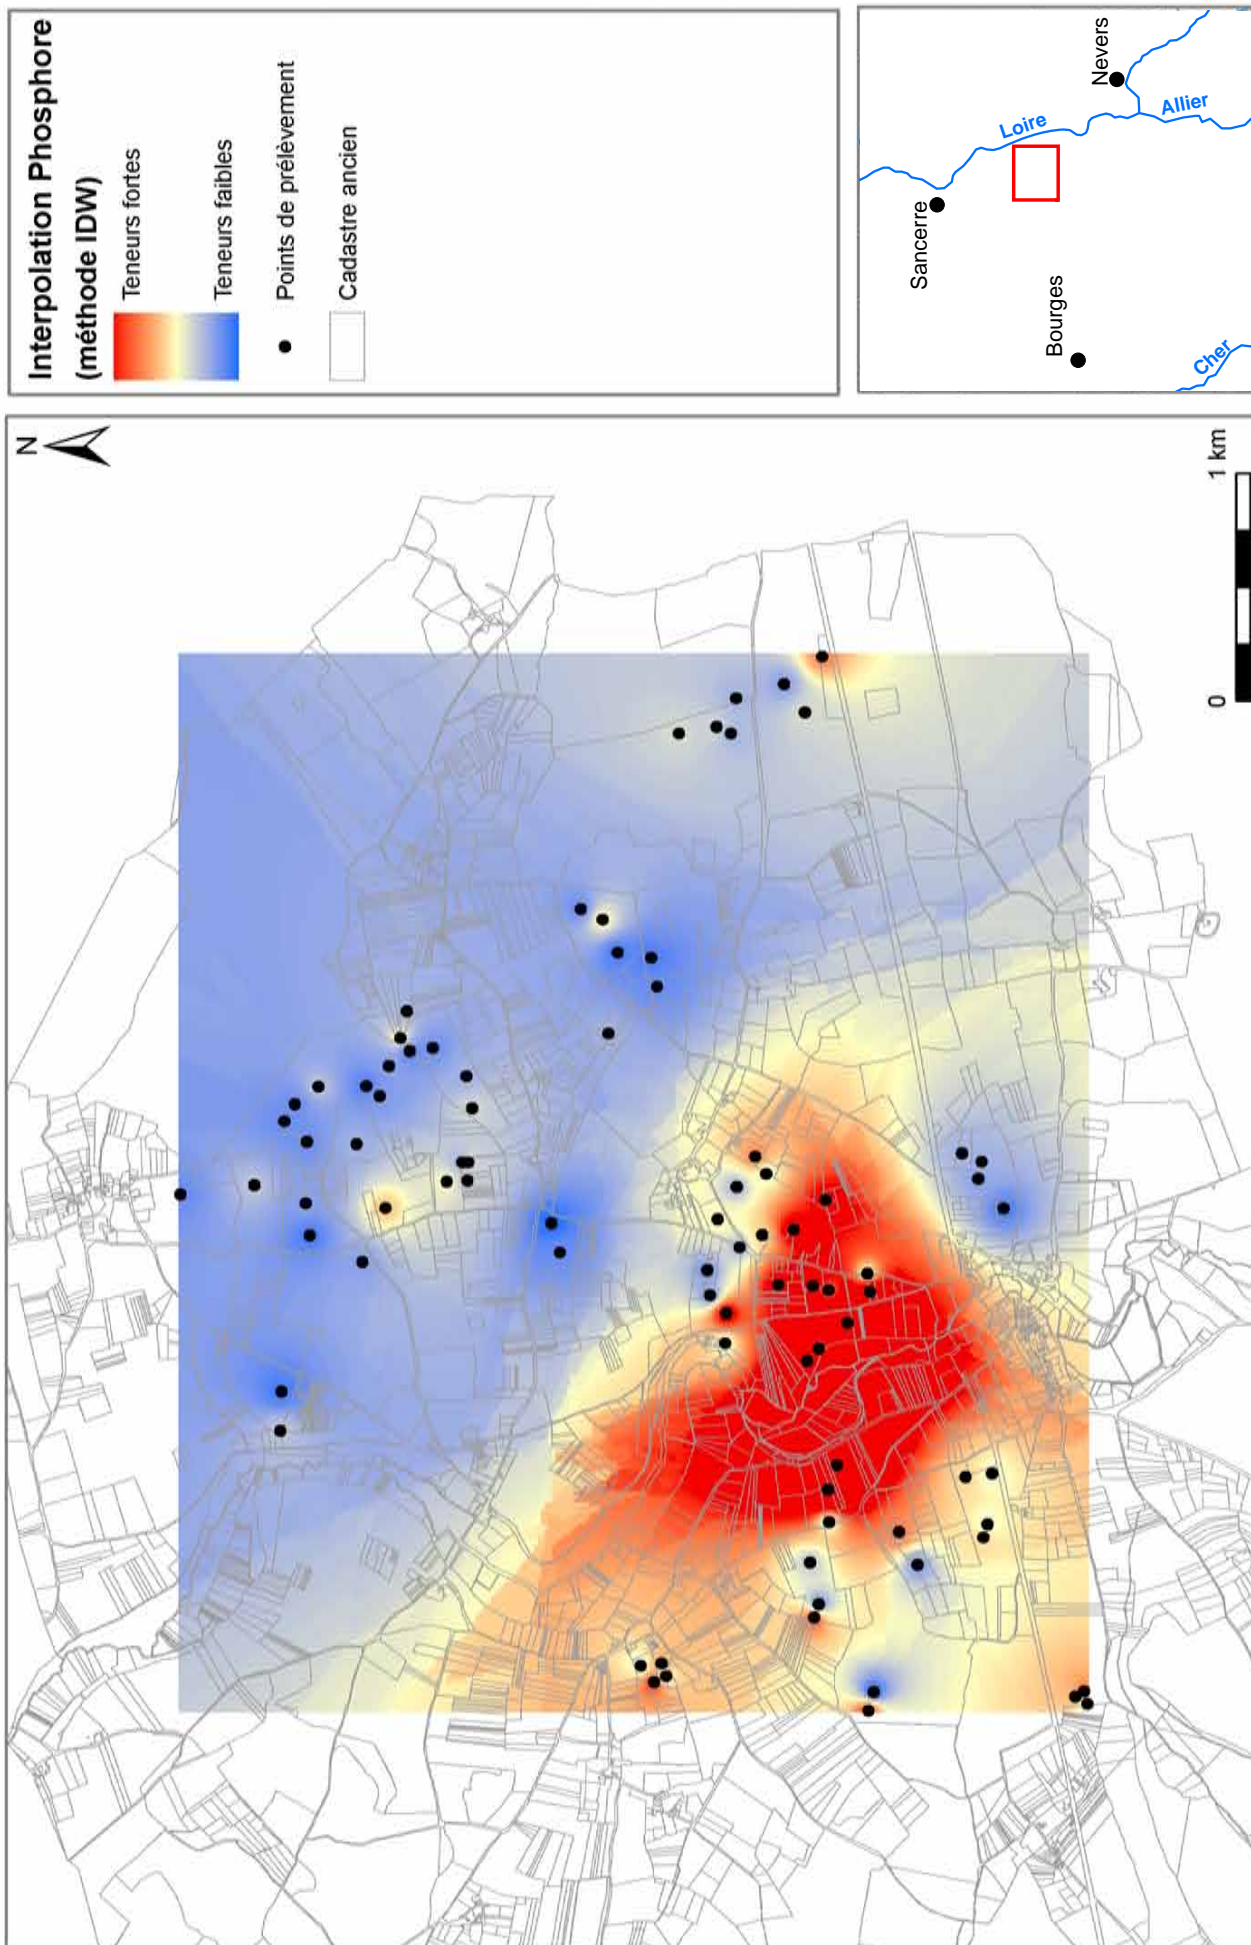 Interpolation Phosphore
(méthode IDW)
Teneurs fortes
Teneurs faibles
Points de prélèvement
Cadastre ancien
Sancerre
Bourges
Nevers
Loire
Allier
Cher
N
0
1 km